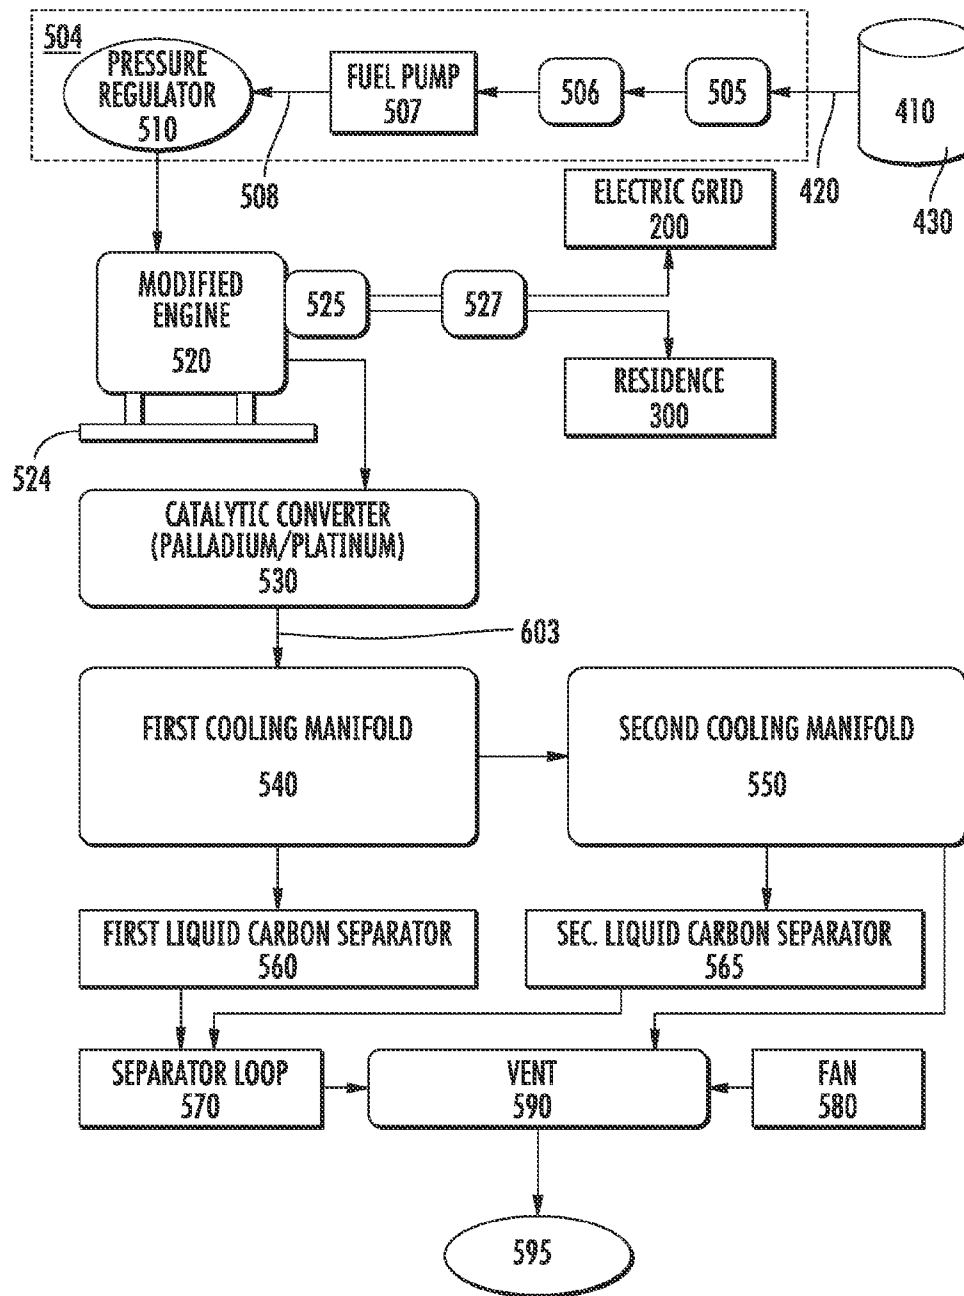 504
PRESSURE
REGULATOR
510
FUEL PUMP
507
506
505
410
508
420
430
ELECTRIC GRID
200
MODIFIED
ENGINE
520
525
527
RESIDENCE
300
524
CATALYTIC CONVERTER
(PALLADIUM/PLATINUM)
530
603
FIRST COOLING MANIFOLD
540
SECOND COOLING MANIFOLD
550
FIRST LIQUID CARBON SEPARATOR
560
SEC. LIQUID CARBON SEPARATOR
565
SEPARATOR LOOP
570
VENT
590
FAN
580
595